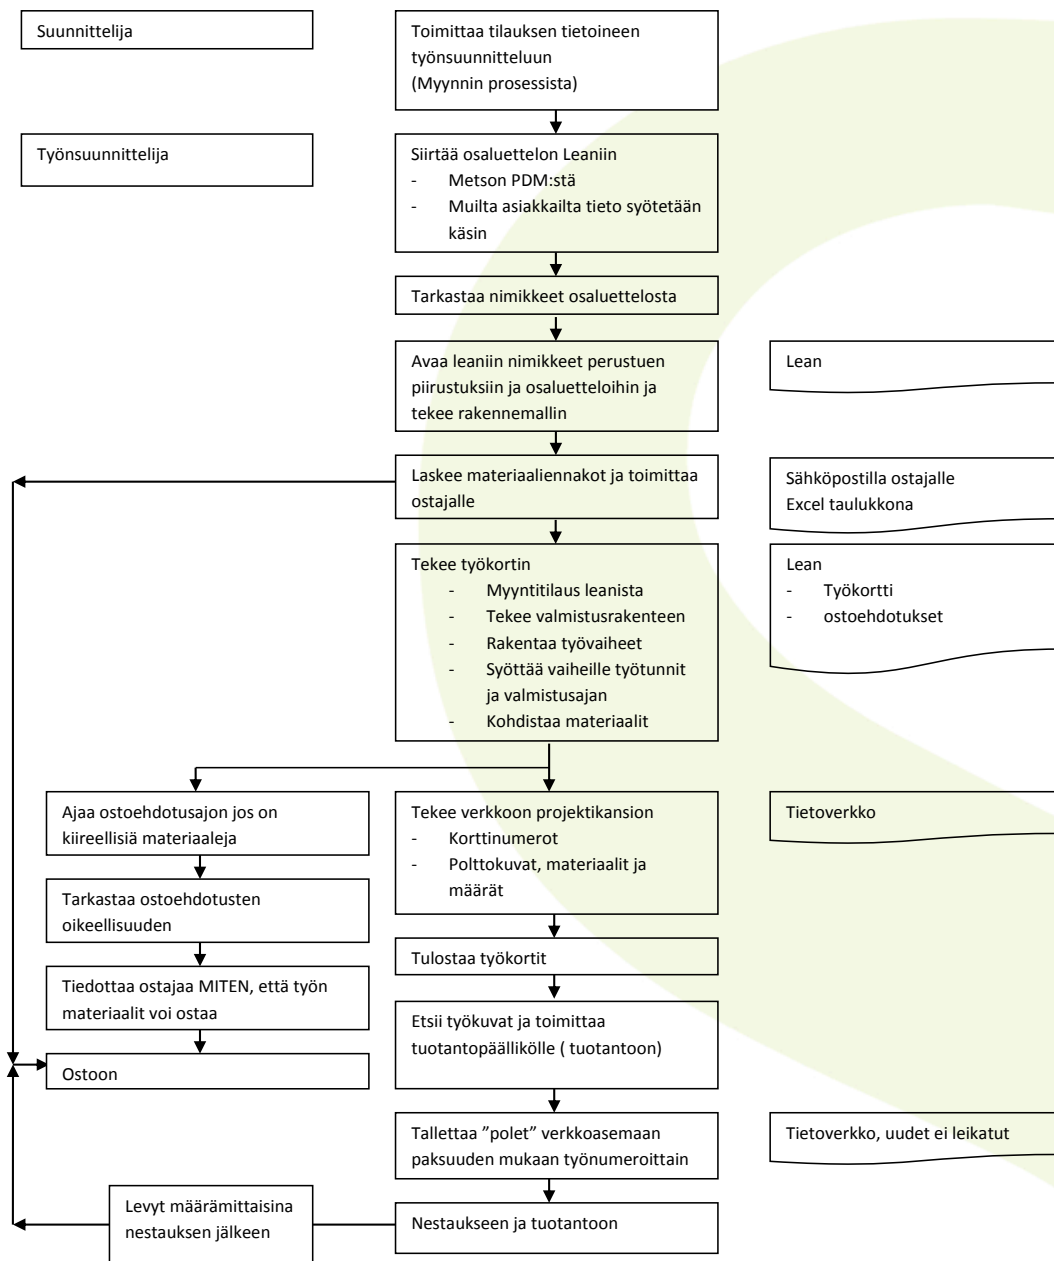 Suunnittelija
Toimittaa tilauksen tietoineen
työnsuunnitteluun
(Myynnin prosessista)
Työnsuunnittelija
Siirtää osaluettelon Leaniin
- Metson PDM:stä
- Muilta asiakkailta tieto syötetään
käsin
Tarkastaa nimikkeet osaluettelosta
Avaa leaniin nimikkeet perustuen
piirustuksiin ja osaluetteloihin ja
tekee rakennemallin
Lean
Laskee materiaaliennakot ja toimittaa
ostajalle
Sähköpostilla ostajalle
Excel taulukkona
Tekee työkortin
- Myyntitilaus leanista
- Tekee valmistusrakenteen
- Rakentaa työvaiheet
- Syöttää vaiheille työtunnit
ja valmistusajan
- Kohdistaa materiaalit
Lean
- Työkortti
- ostoehdotukset
Ajaa ostoehdotusajon jos on
kiireellisiä materiaaleja
Tekee verkkoon projektikansion
- Korttinumerot
- Polttokuvat, materiaalit ja
määrät
Tietoverkko
Tarkastaa ostoehdotusten
oikeellisuuden
Tulostaa työkortit
Tiedottaa ostajaa MITEN, että työn
materiaalit voi ostaa
Etsii työkuvat ja toimittaa
tuotantopäällikölle ( tuotantoon)
Ostoon
Tallettaa ”polet” verkkoasemaan
paksuuden mukaan työnumeroittain
Tietoverkko, uudet ei leikatut
Levyt määrämittaisina
nestauksen jälkeen
Nestaukseen ja tuotantoon